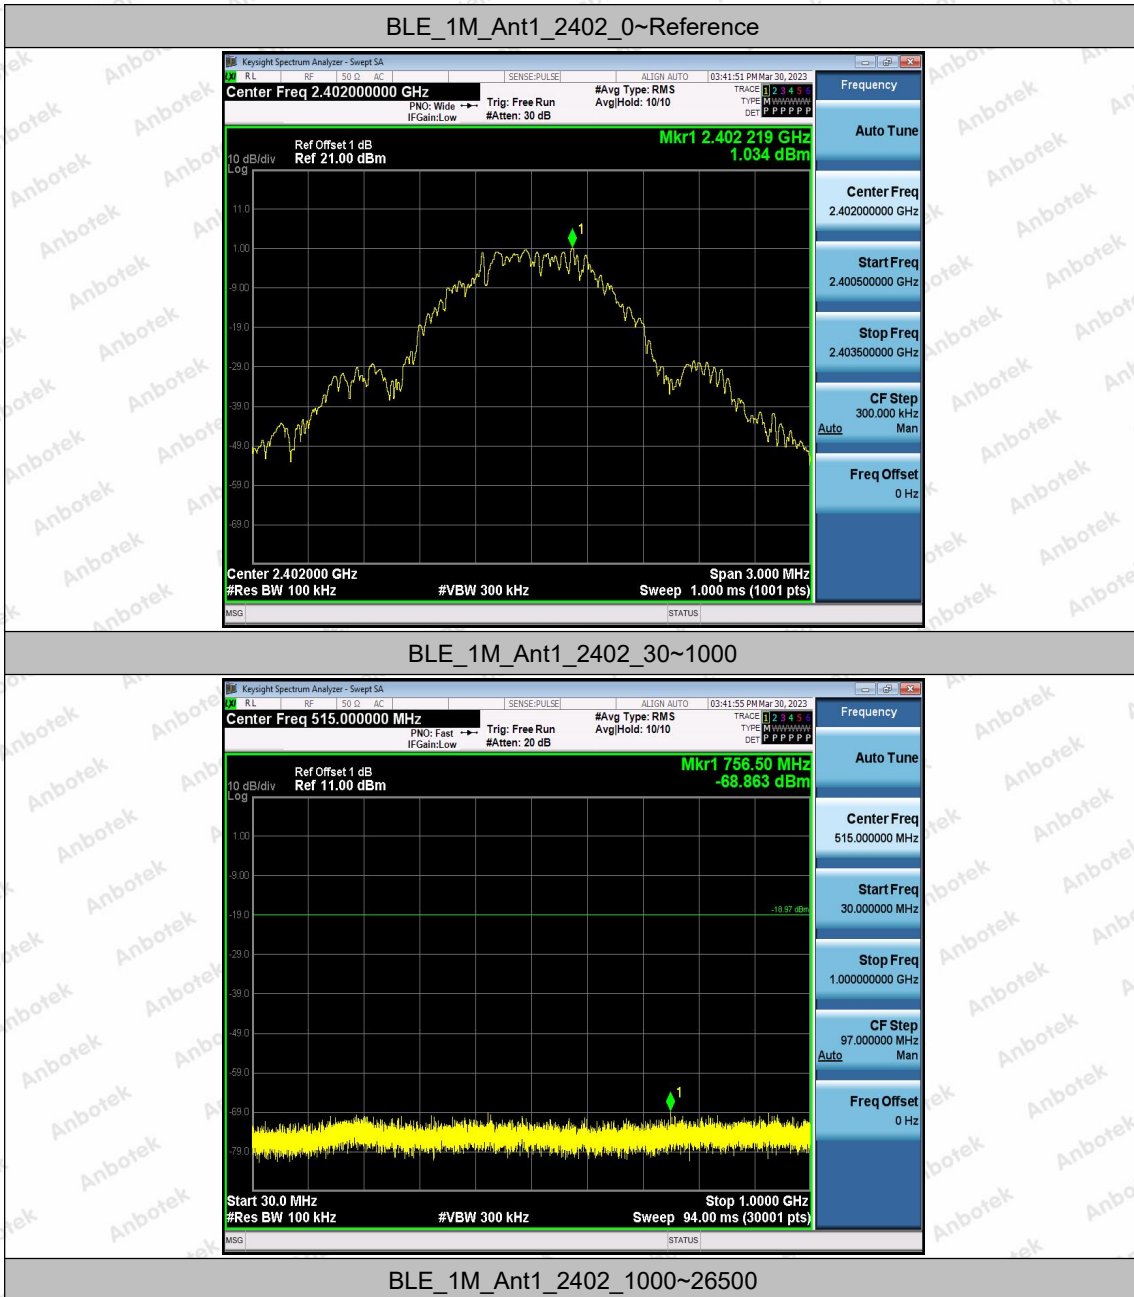 BLE_1M_Ant1_2402_0~Reference
Keysight Spectrum Analyzer - Swept SA
LXI RL RF 50 Ω AC SENSE:PULSE ALIGN AUTO 03:41:51 PM Mar 30, 2023
Center Freq 2.402000000 GHz
PNO: Wide
IFGain:Low
Trig: Free Run
#Atten: 30 dB
#Avg Type: RMS
Avg|Hold: 10/10
TRACE 1 2 3 4 5 6
TYPE M W W W W W
DET P P P P P P
Frequency
Mkr1 2.402 219 GHz
1.034 dBm
Ref Offset 1 dB
10 dB/div Ref 21.00 dBm
Log
11.0
1.00
-9.00
-19.0
-29.0
-39.0
-49.0
-59.0
-69.0
1
Center 2.402000 GHz Span 3.000 MHz
#Res BW 100 kHz #VBW 300 kHz Sweep 1.000 ms (1001 pts)
MSG STATUS
Auto Tune
Center Freq
2.402000000 GHz
Start Freq
2.400500000 GHz
Stop Freq
2.403500000 GHz
CF Step
300.000 kHz
Auto Man
Freq Offset
0 Hz
BLE_1M_Ant1_2402_30~1000
Keysight Spectrum Analyzer - Swept SA
LXI RL RF 50 Ω AC SENSE:PULSE ALIGN AUTO 03:41:55 PM Mar 30, 2023
Center Freq 515.000000 MHz
PNO: Fast
IFGain:Low
Trig: Free Run
#Atten: 20 dB
#Avg Type: RMS
Avg|Hold: 10/10
TRACE 1 2 3 4 5 6
TYPE M W W W W W
DET P P P P P P
Frequency
Mkr1 756.50 MHz
-68.863 dBm
Ref Offset 1 dB
10 dB/div Ref 11.00 dBm
Log
1.00
-9.00
-19.0
-29.0
-39.0
-49.0
-59.0
-69.0
-79.0
-18.97 dBm
1
Start 30.0 MHz Stop 1.0000 GHz
#Res BW 100 kHz #VBW 300 kHz Sweep 94.00 ms (30001 pts)
MSG STATUS
Auto Tune
Center Freq
515.000000 MHz
Start Freq
30.000000 MHz
Stop Freq
1.000000000 GHz
CF Step
97.000000 MHz
Auto Man
Freq Offset
0 Hz
BLE_1M_Ant1_2402_1000~26500
Anbotek